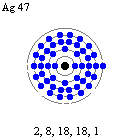 Ag 47
2, 8, 18, 18, 1